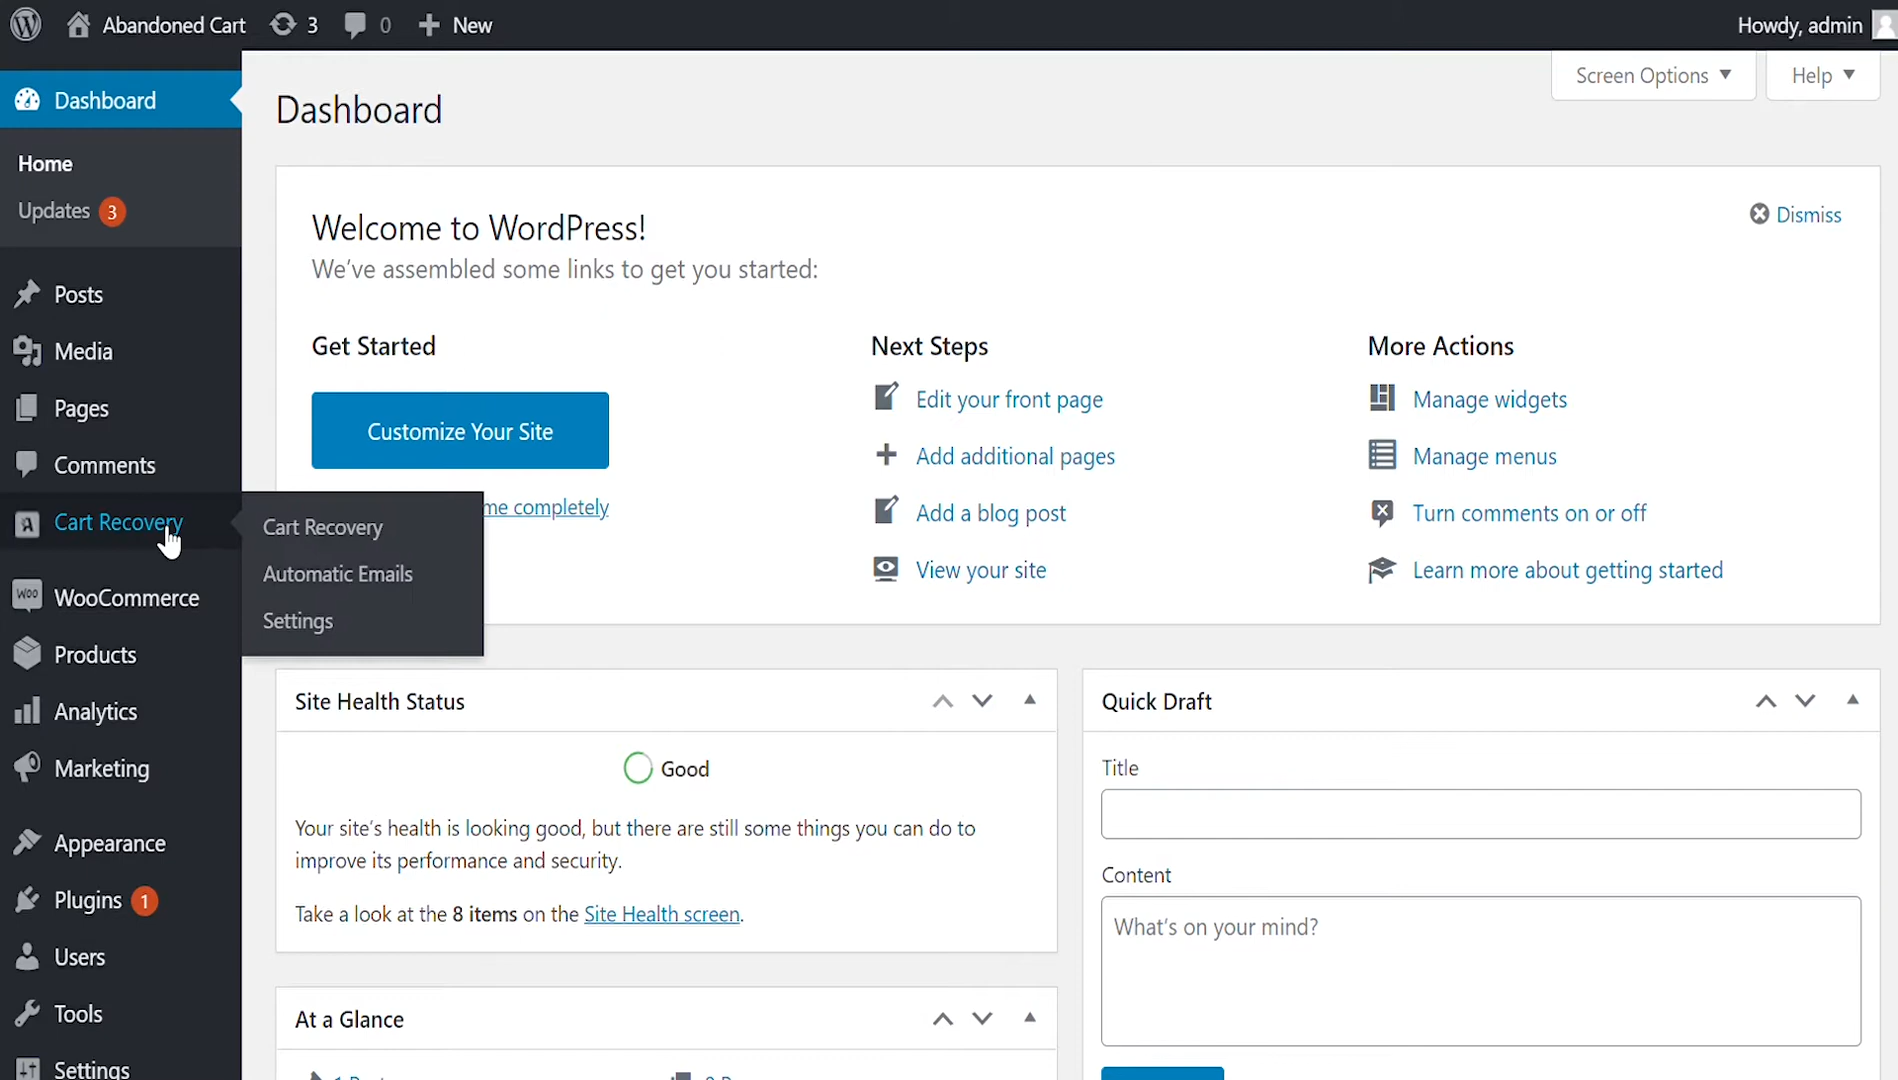 Abandoned Cart
3
0
New
Howdy, admin
Screen Options
Help
Dashboard
Home
Updates 3
Posts
Media
Pages
Comments
Cart Recovery
WooCommerce
Products
Analytics
Marketing
Appearance
Plugins 1
Users
Tools
Settings
Cart Recovery
Automatic Emails
Settings
Dashboard
Welcome to WordPress!
We've assembled some links to get you started:
Dismiss
Get Started
Customize Your Site
me completely
Next Steps
Edit your front page
Add additional pages
Add a blog post
View your site
More Actions
Manage widgets
Manage menus
Turn comments on or off
Learn more about getting started
Site Health Status
Good
Your site's health is looking good, but there are still some things you can do to
improve its performance and security.
Take a look at the 8 items on the Site Health screen.
At a Glance
Quick Draft
Title
Content
What's on your mind?